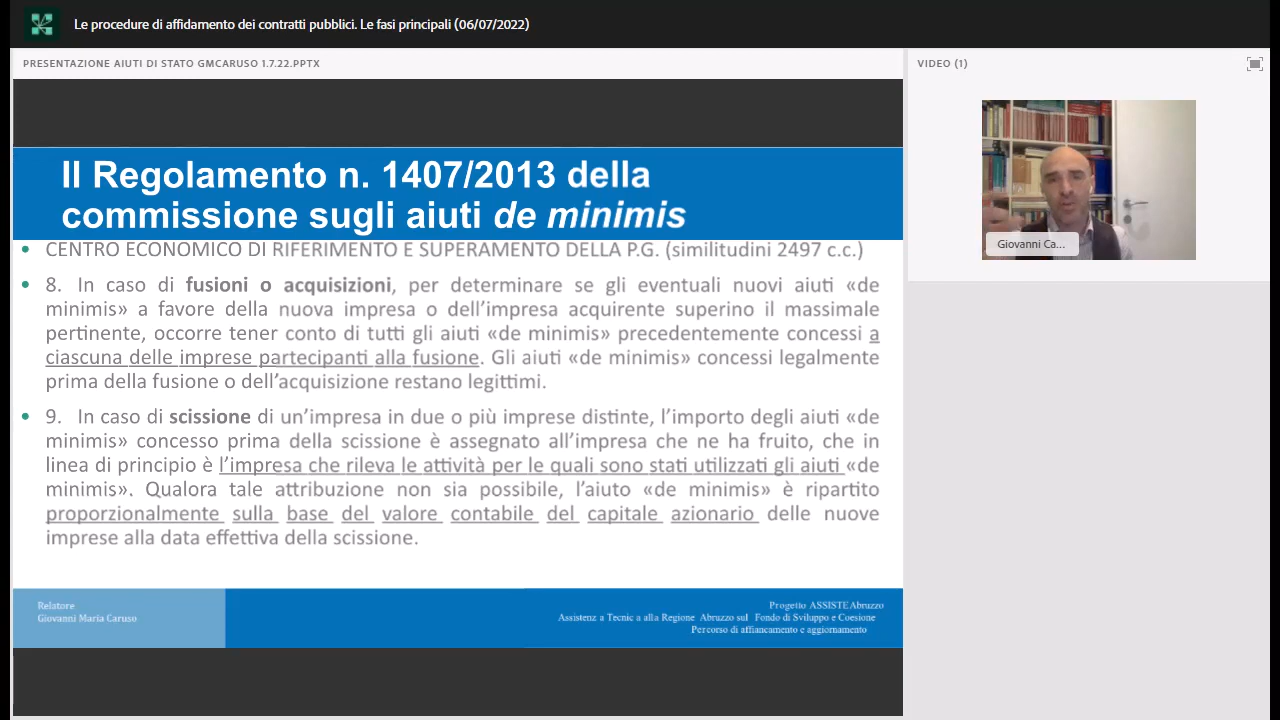 Le procedure di affidamento dei contratti pubblici. Le fasi principali (06/07/2022)
PRESENTAZIONE AIUTI DI STATO GMCARUSO 1.7.22.PPTX
VIDEO (1)
Il Regolamento n. 1407/2013 della
commissione sugli aiuti de minimis
• CENTRO ECONOMICO DI RIFERIMENTO E SUPERAMENTO DELLA P.G. (similitudini 2497 c.c.)
• 8. In caso di fusioni o acquisizioni, per determinare se gli eventuali nuovi aiuti «de
minimis» a favore della nuova impresa o dell'impresa acquirente superino il massimale
pertinente, occorre tener conto di tutti gli aiuti «de minimis» precedentemente concessi a
ciascuna delle imprese partecipanti alla fusione. Gli aiuti «de minimis» concessi legalmente
prima della fusione o dell'acquisizione restano legittimi.
• 9. In caso di scissione di un'impresa in due o più imprese distinte, l'importo degli aiuti «de
minimis» concesso prima della scissione è assegnato all'impresa che ne ha fruito, che in
linea di principio è l'impresa che rileva le attività per le quali sono stati utilizzati gli aiuti «de
minimis». Qualora tale attribuzione non sia possibile, l'aiuto «de minimis» è ripartito
proporzionalmente sulla base del valore contabile del capitale azionario delle nuove
imprese alla data effettiva della scissione.
Relatore
Giovanni Maria Caruso
Progetto ASSISTEAbruzzo
Assistenz a Tecnic a alla Regione Abruzzo sul Fondo di Sviluppo e Coesione
Percorso di affiancamento e aggiornamento
Giovanni Ca...